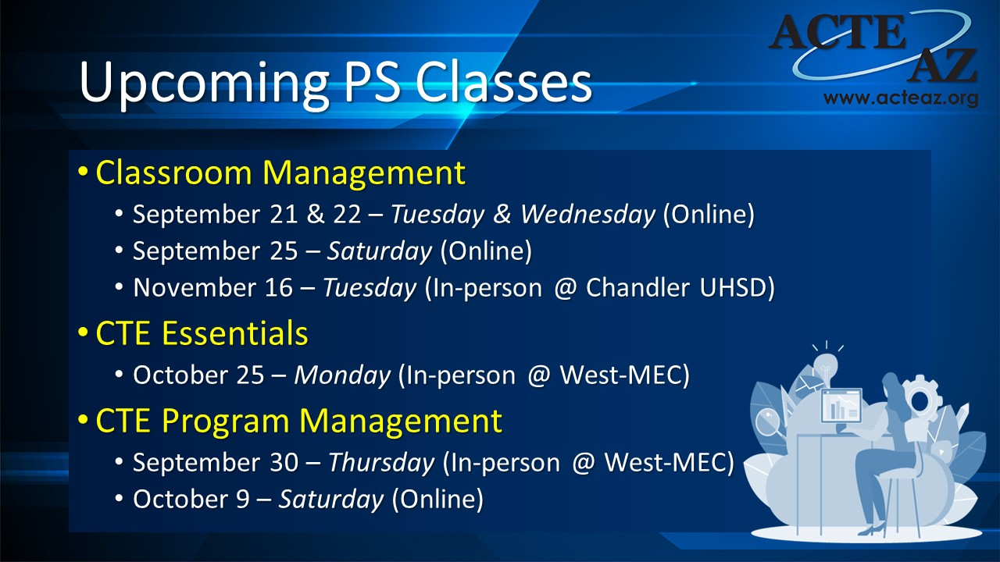 ACTE
AZ
www.acteaz.org
Upcoming PS Classes
• Classroom Management
• September 21 & 22 – Tuesday & Wednesday (Online)
• September 25 – Saturday (Online)
• November 16 – Tuesday (In-person @ Chandler UHSD)
• CTE Essentials
• October 25 – Monday (In-person @ West-MEC)
• CTE Program Management
• September 30 – Thursday (In-person @ West-MEC)
• October 9 – Saturday (Online)